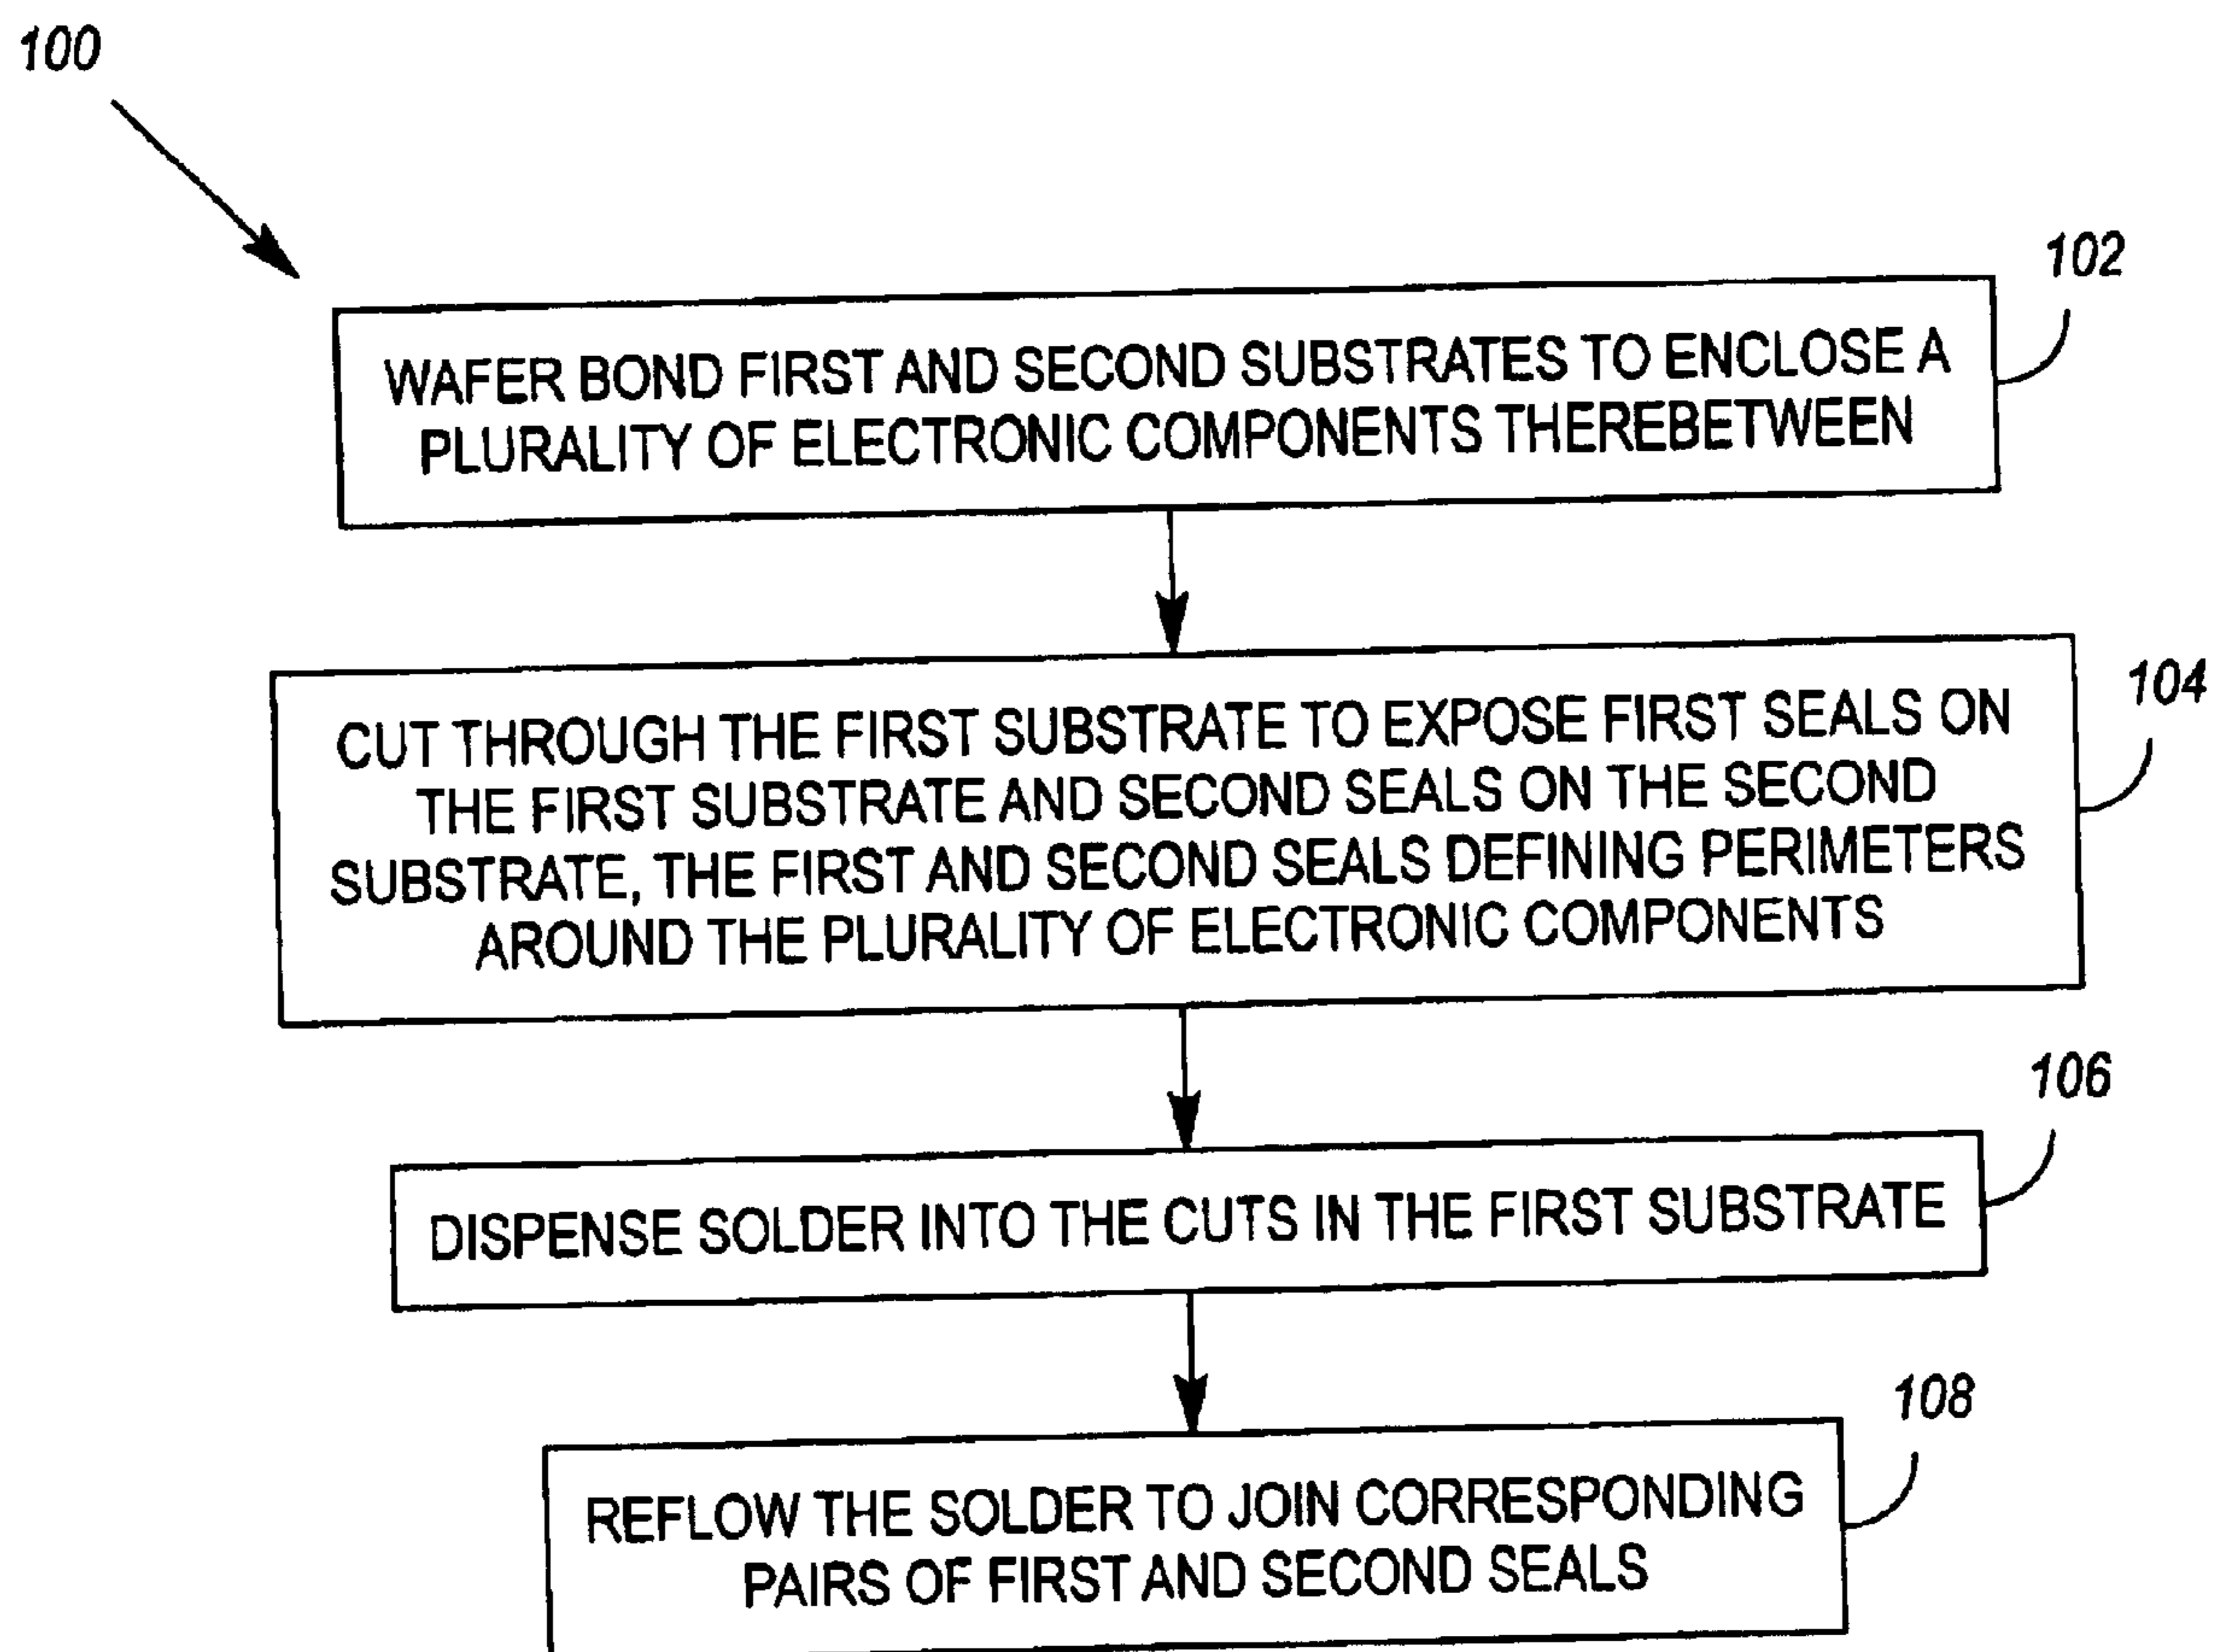 100
102
WAFER BOND FIRST AND SECOND SUBSTRATES TO ENCLOSE A
PLURALITY OF ELECTRONIC COMPONENTS THEREBETWEEN
104
CUT THROUGH THE FIRST SUBSTRATE TO EXPOSE FIRST SEALS ON
THE FIRST SUBSTRATE AND SECOND SEALS ON THE SECOND
SUBSTRATE, THE FIRST AND SECOND SEALS DEFINING PERIMETERS
AROUND THE PLURALITY OF ELECTRONIC COMPONENTS
106
DISPENSE SOLDER INTO THE CUTS IN THE FIRST SUBSTRATE
108
REFLOW THE SOLDER TO JOIN CORRESPONDING
PAIRS OF FIRST AND SECOND SEALS